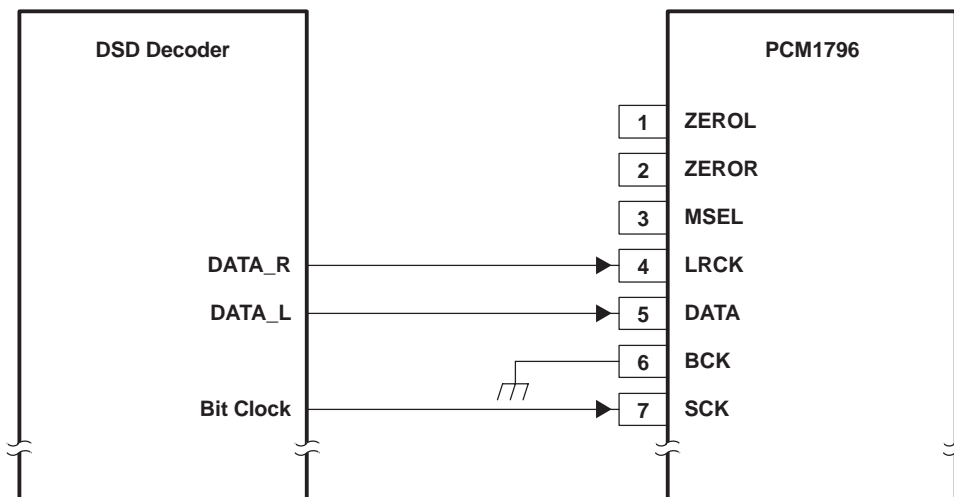 DSD Decoder
PCM1796
1 ZEROL
2 ZEROR
3 MSEL
DATA_R 4 LRCK
DATA_L 5 DATA
6 BCK
Bit Clock 7 SCK